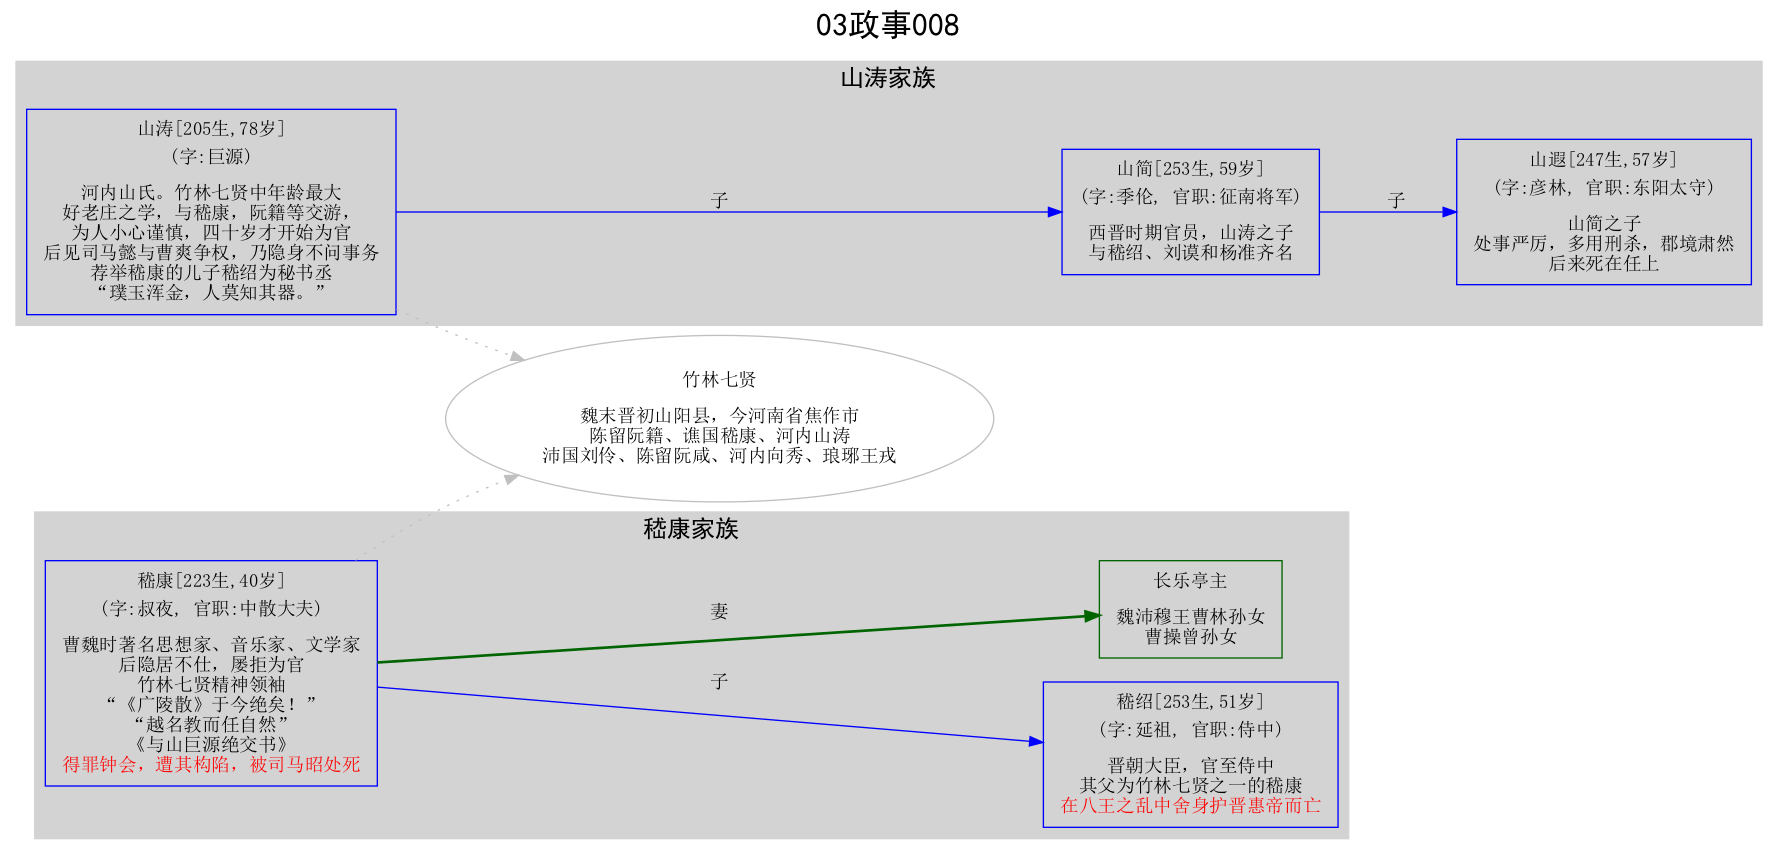 03政事008
山涛家族
山涛[205生,78岁]
(字:巨源)
河内山氏。竹林七贤中年龄最大
好老庄之学，与嵇康，阮籍等交游，
为人小心谨慎，四十岁才开始为官
后见司马懿与曹爽争权，乃隐身不问事务
荐举嵇康的儿子嵇绍为秘书丞
“璞玉浑金，人莫知其器。”
子
山简[253生,59岁]
(字:季伦, 官职:征南将军)
西晋时期官员，山涛之子
与嵇绍、刘谟和杨准齐名
子
山遐[247生,57岁]
(字:彦林, 官职:东阳太守)
山简之子
处事严厉，多用刑杀，郡境肃然
后来死在任上
竹林七贤
魏末晋初山阳县，今河南省焦作市
陈留阮籍、谯国嵇康、河内山涛
沛国刘伶、陈留阮咸、河内向秀、琅琊王戎
嵇康家族
嵇康[223生,40岁]
(字:叔夜, 官职:中散大夫)
曹魏时著名思想家、音乐家、文学家
后隐居不仕，屡拒为官
竹林七贤精神领袖
“《广陵散》于今绝矣！”
“越名教而任自然”
《与山巨源绝交书》
得罪钟会，遭其构陷，被司马昭处死
妻
长乐亭主
魏沛穆王曹林孙女
曹操曾孙女
子
嵇绍[253生,51岁]
(字:延祖, 官职:侍中)
晋朝大臣，官至侍中
其父为竹林七贤之一的嵇康
在八王之乱中舍身护晋惠帝而亡